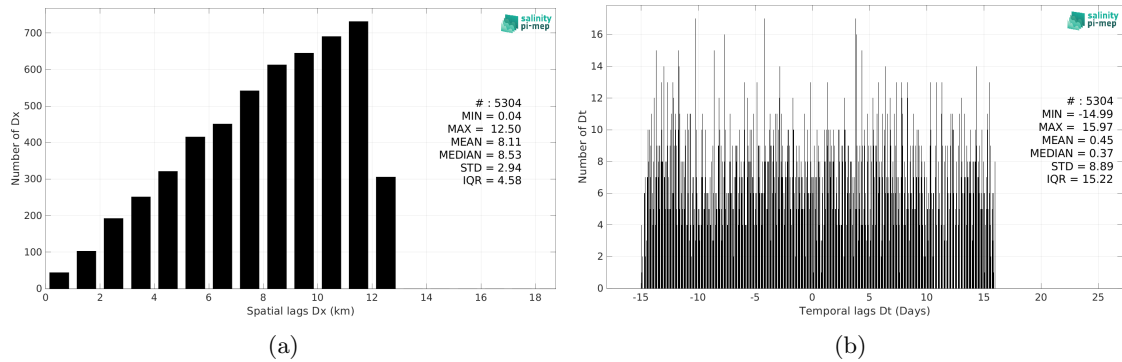 salinity
pi-mep
700
600
500
400
300
200
100
0
Number of Dx
# : 5304
MIN = 0.04
MAX = 12.50
MEAN = 8.11
MEDIAN = 8.53
STD = 2.94
IQR = 4.58
0 2 4 6 8 10 12 14 16 18
Spatial lags Dx (km)
(a)
salinity
pi-mep
16
14
12
10
8
6
4
2
0
Number of Dt
# : 5304
MIN = -14.99
MAX = 15.97
MEAN = 0.45
MEDIAN = 0.37
STD = 8.89
IQR = 15.22
-15 -10 -5 0 5 10 15 20 25
Temporal lags Dt (Days)
(b)